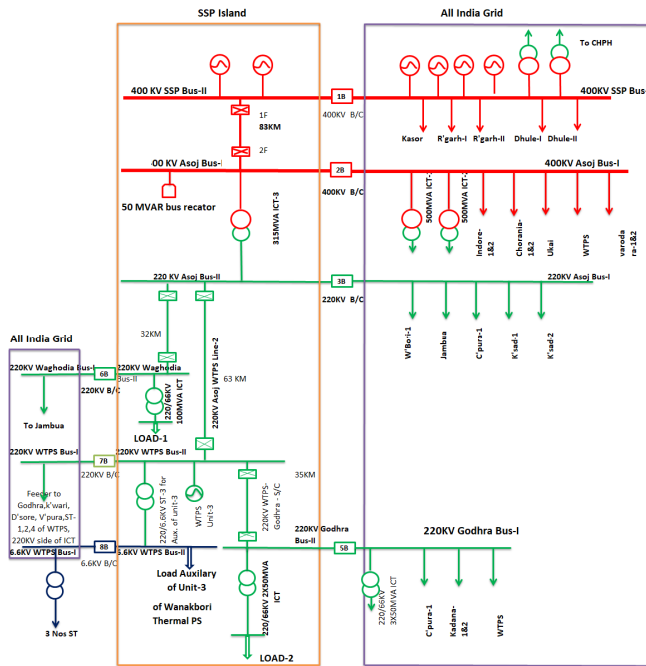 SSP Island
All India Grid
To CHPH
400 KV SSP Bus-II
1B
400KV SSP Bus-
400KV B/C
1F
83KM
Kasor
R'garh-I
R'garh-II
Dhule-I
Dhule-II
2F
400 KV Asoj Bus-
2B
400KV Asoj Bus-I
400KV B/C
50 MVAR bus recator
315MVA ICT-3
500MVA ICT-1
500MVA ICT-2
Indore-
1&2
Chorania-
1&2
Ukai
WTPS
varoda
ra-1&2
220 KV Asoj Bus-II
3B
220KV Asoj Bus-I
220KV B/C
32KM
220KV Asoj WTPS Line-2
63 KM
W'Bori-1
Jambua
C'pura-1
K'sad-1
K'sad-2
All India Grid
220KV Waghodia Bus-I
6B
220KV Waghodia
Bus-II
220KV B/C
220/66KV
100MVA ICT
To Jambua
LOAD-1
220KV WTPS Bus-I
7B
220KV WTPS Bus-II
220KV B/C
35KM
Feeder to
Godhra,k'wari,
D'sore, V'pura,ST-
1,2,4 of WTPS,
220KV side of ICT
220/6.6KV ST-3 for
Aux. of unit-3
WTPS
Unit-3
220KV WTPS-
Godhra - S/C
220KV Godhra
Bus-II
5B
220KV Godhra Bus-I
220KV B/C
6.6KV WTPS Bus-I
8B
6.6KV WTPS Bus-II
6.6KV B/C
Load Auxilary
of Unit-3
of Wanakbori
Thermal PS
220/66KV 2X50MVA
ICT
220/66KV
3X50MVA ICT
C'pura-1
Kadana-
1&2
WTPS
3 Nos ST
LOAD-2